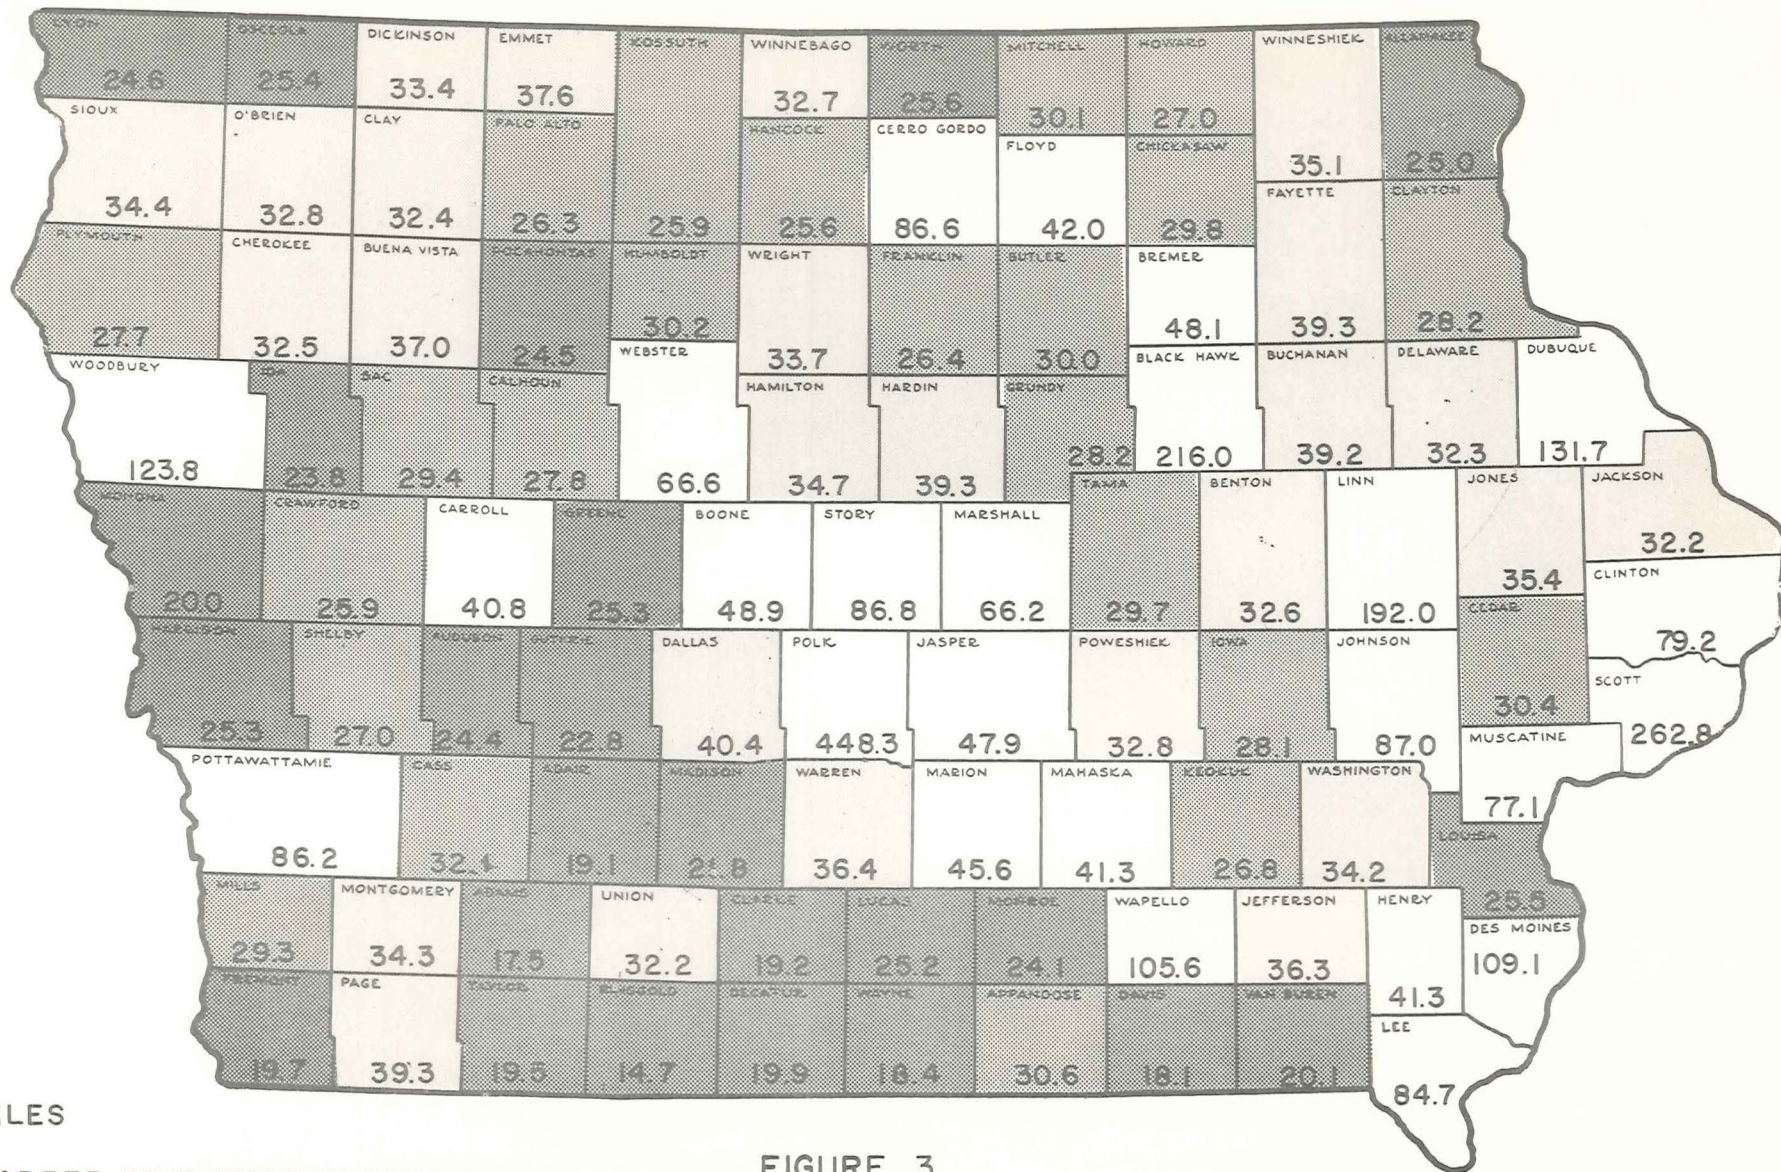 LYON OSCEOLA DICKINSON EMMET KOSSUTH WINNEBAGO WORTH MITCHELL HOWARD WINNESHIEK ALLAMAKEE
24.6 25.4 33.4 37.6 32.7 25.6 30.1 27.0
SIOUX O'BRIEN CLAY PALO ALTO HANCOCK CERRO GORDO FLOYD CHICKASAW 35.1 25.0
34.4 32.8 32.4 26.3 25.9 25.6 86.6 42.0 29.8 FAYETTE CLAYTON
PLYMOUTH CHEROKEE BUENA VISTA POCAHONTAS HUMBOLDT WRIGHT FRANKLIN BUTLER BREMER
27.7 32.5 37.0 24.5 30.2 33.7 26.4 30.0 48.1 39.3 28.2
WOODBURY IDA SAC CALHOUN WEBSTER HAMILTON HARDIN GRUNDY BLACK HAWK BUCHANAN DELAWARE DUBUQUE
123.8 23.8 29.4 27.8 66.6 34.7 39.3 28.2 216.0 39.2 32.3 131.7
MONONA CRAWFORD CARROLL GREENE BOONE STORY MARSHALL TAMA BENTON LINN JONES JACKSON
20.0 25.9 40.8 25.3 48.9 86.8 66.2 29.7 32.6 192.0 35.4 32.2
CEDAR CLINTON
79.2
HARRISON SHELBY AUDUBON GUTHRIE DALLAS POLK JASPER POWESHIEK IOWA JOHNSON 30.4 SCOTT
25.3 27.0 24.4 22.8 40.4 448.3 47.9 32.8 28.1 87.0 MUSCATINE 262.8
POTTAWATTAMIE CASS ADAIR MADISON WARREN MARION MAHASKA KEOKUK WASHINGTON 77.1
86.2 19.1 36.4 45.6 41.3 26.8 34.2 LOUISA
MILLS MONTGOMERY ADAMS UNION CLARKE LUCAS MONROE WAPELLO JEFFERSON HENRY 25.5
29.3 34.3 17.5 32.2 19.2 25.2 24.1 105.6 36.3 41.3 DES MOINES
109.1
FREMONT PAGE TAYLOR RINGGOLD DECATUR WAYNE APPANOOSE DAVIS VAN BUREN LEE
19.7 39.3 19.5 14.7 19.9 18.4 30.6 18.1 20.1 84.7
FIGURE 3